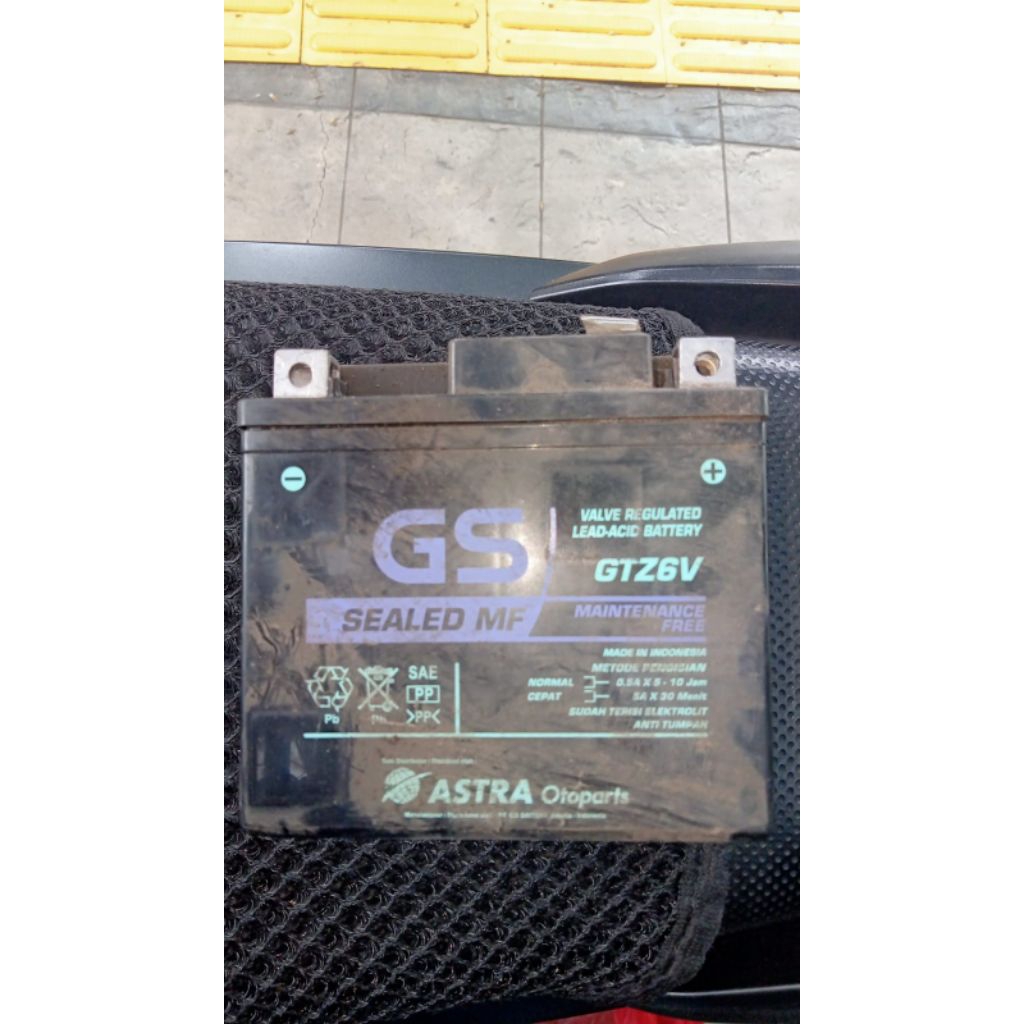 GS
VALVE REGULATED
LEAD-ACID BATTERY
GTZ6V
SEALED MF
MAINTENANCE
FREE
MADE IN INDONESIA
METODE PENGISIAN
NORMAL 0.5A X 5 - 10 Jam
CEPAT 5A X 30 Menit
SUDAH TERISI ELEKTROLIT
ANTI TUMPAH
SAE
PP
>PP<
Pb
ASTRA Otoparts